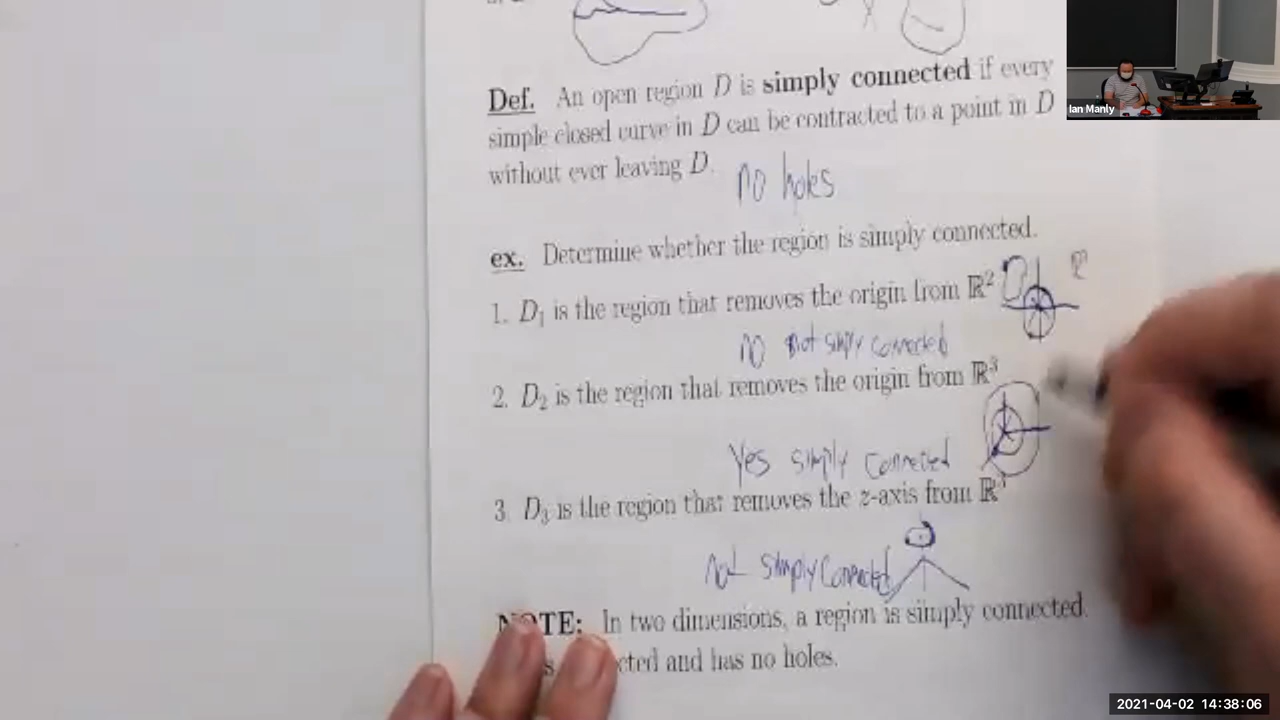 Ian Manly
Def. An open region D is simply connected if every
simple closed curve in D can be contracted to a point in D
without ever leaving D.
no holes
ex. Determine whether the region is simply connected.
1. D₁ is the region that removes the origin from ℝ²
NO not simply connected
2. D₂ is the region that removes the origin from ℝ³
Yes simply connected
3. D₃ is the region that removes the z-axis from ℝ³
not simply connected
NOTE: In two dimensions, a region is simply connected
and has no holes.
2021-04-02 14:38:06